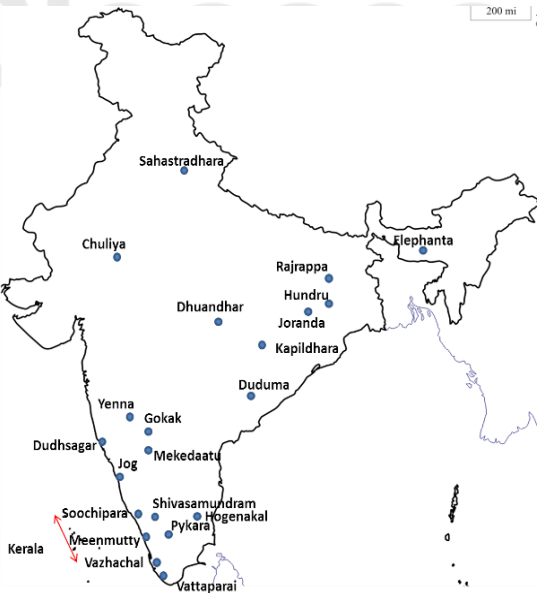 200 mi
Sahastradhara
Chuliya
Elephanta
Rajrappa
Hundru
Dhuandhar
Joranda
Kapildhara
Duduma
Yenna
Gokak
Dudhsagar
Mekedaatu
Jog
Shivasamundram
Soochipara
Hogenakal
Pykara
Meenmutty
Kerala
Vazhachal
Vattaparai